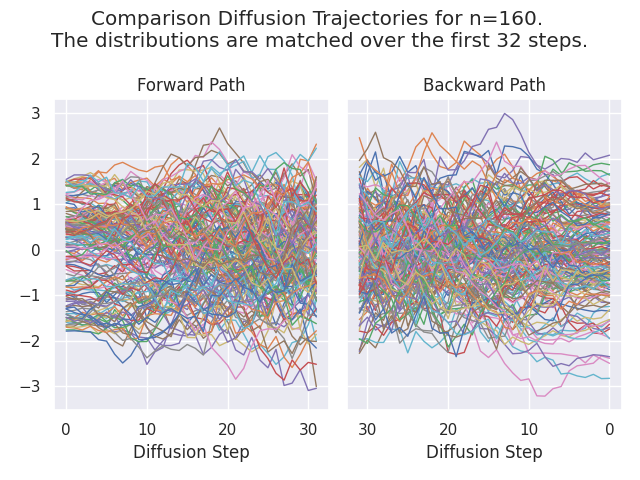 Comparison Diffusion Trajectories for n=160.
The distributions are matched over the first 32 steps.
Forward Path
Backward Path
3
2
1
0
−1
−2
−3
0 10 20 30
30 20 10 0
Diffusion Step
Diffusion Step